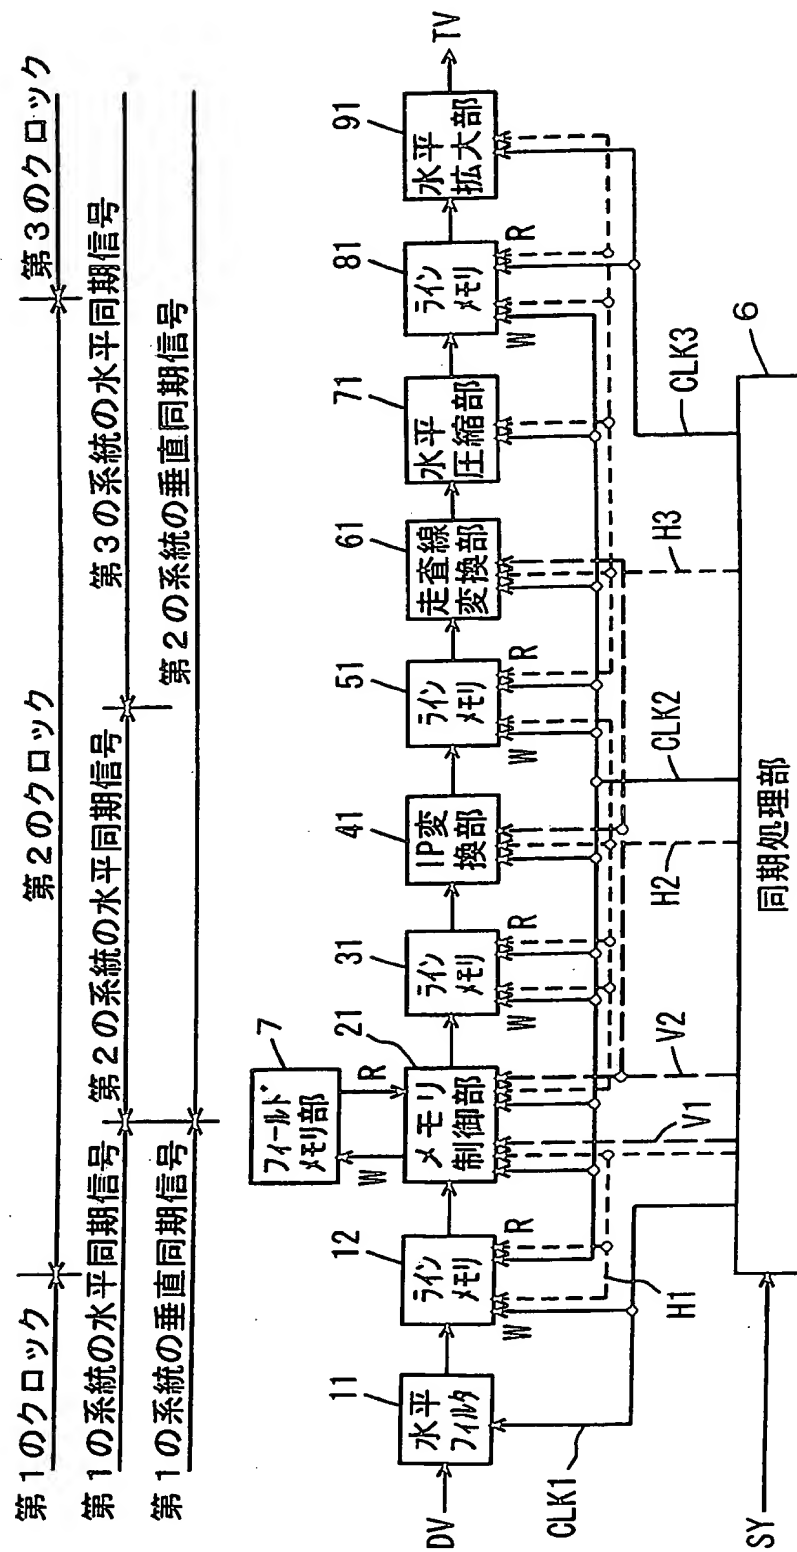 第1のクロック
第2のクロック
第3のクロック
第1の系統の水平同期信号
第2の系統の水平同期信号
第3の系統の水平同期信号
第1の系統の垂直同期信号
第2の系統の垂直同期信号
7
フィールド
メモリ部
W
R
11
12
21
31
41
51
61
71
81
91
DV
水平
フィルタ
ライン
メモリ
メモリ
制御部
ライン
メモリ
IP変
換部
ライン
メモリ
走査線
変換部
水平
圧縮部
ライン
メモリ
水平
拡大部
TV
W
R
W
R
W
R
W
R
CLK1
H1
V1
V2
H2
CLK2
H3
CLK3
6
SY
同期処理部